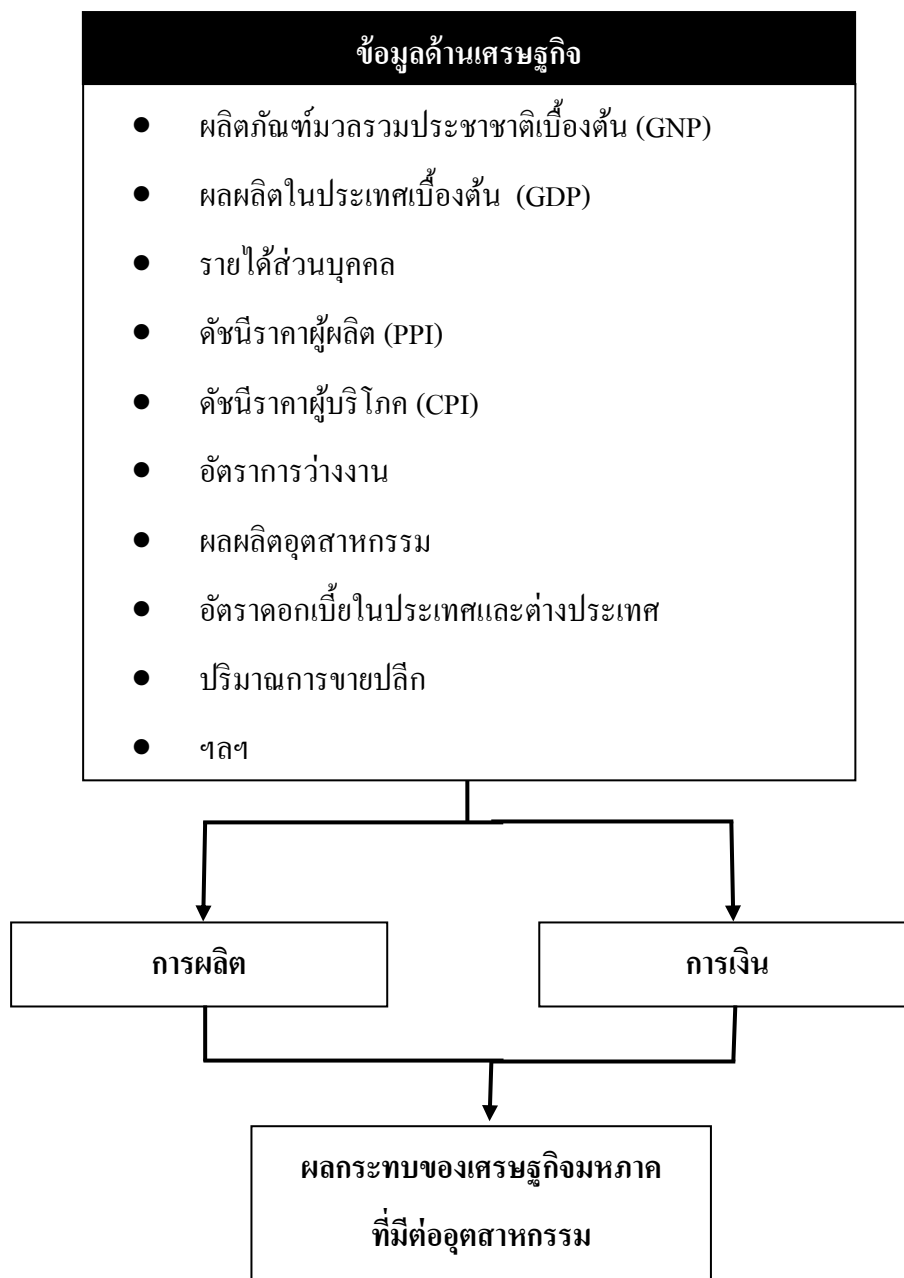 ข้อมูลด้านเศรษฐกิจ
● ผลิตภัณฑ์มวลรวมประชาชาติเบื้องต้น (GNP)
● ผลผลิตในประเทศเบื้องต้น (GDP)
● รายได้ส่วนบุคคล
● ดัชนีราคาผู้ผลิต (PPI)
● ดัชนีราคาผู้บริโภค (CPI)
● อัตราการว่างงาน
● ผลผลิตอุตสาหกรรม
● อัตราดอกเบี้ยในประเทศและต่างประเทศ
● ปริมาณการขายปลีก
● ฯลฯ
การผลิต
การเงิน
ผลกระทบของเศรษฐกิจมหภาค
ที่มีต่ออุตสาหกรรม